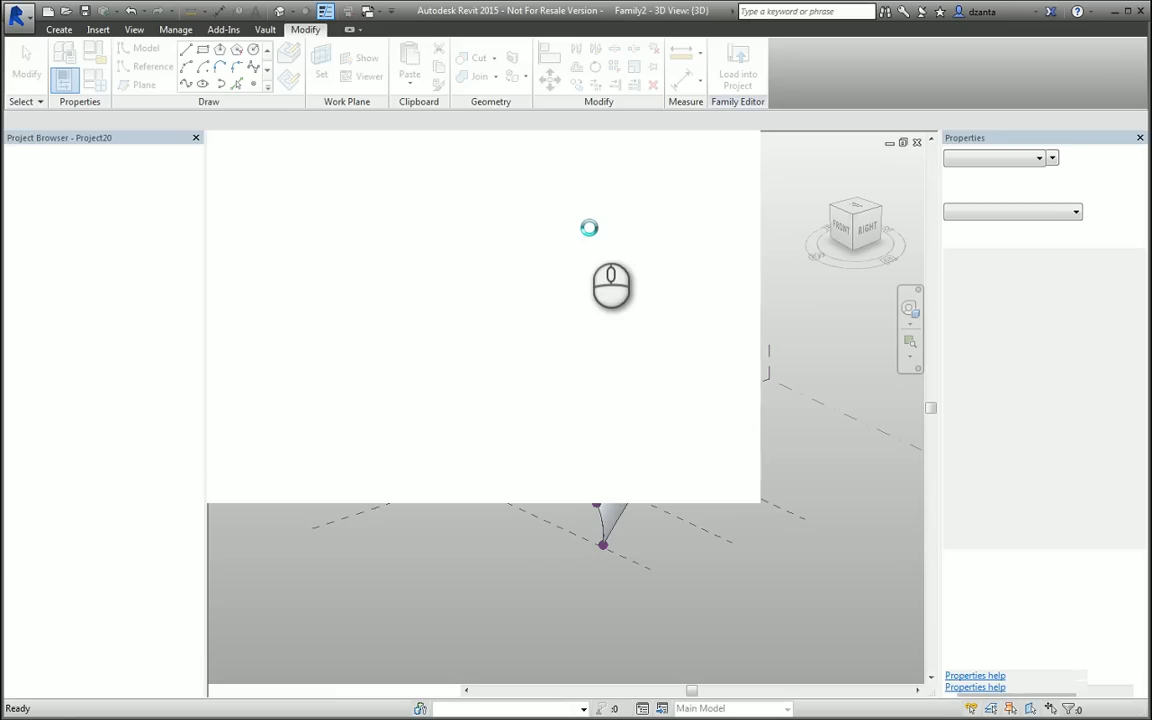 Autodesk Revit 2015 - Not For Resale Version - Family2 - 3D View: {3D}
Type a keyword or phrase
dzanta
Create Insert View Manage Add-Ins Vault Modify
Modify
Model
Reference
Plane
Set
Show
Viewer
Paste
Cut
Join
Load into
Project
Select
Properties
Draw
Work Plane
Clipboard
Geometry
Modify
Measure
Family Editor
Project Browser - Project20
Properties
FRONT
RIGHT
Properties help
Properties help
Ready
:0
Main Model
:0